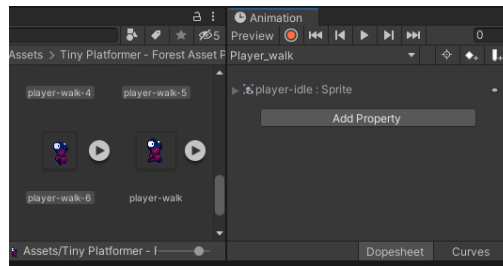 Animation
5
Preview
0
Assets > Tiny Platformer - Forest Asset P
Player_walk
player-walk-4
player-walk-5
player-idle : Sprite
Add Property
player-walk-6
player-walk
Assets/Tiny Platformer - F
Dopesheet
Curves